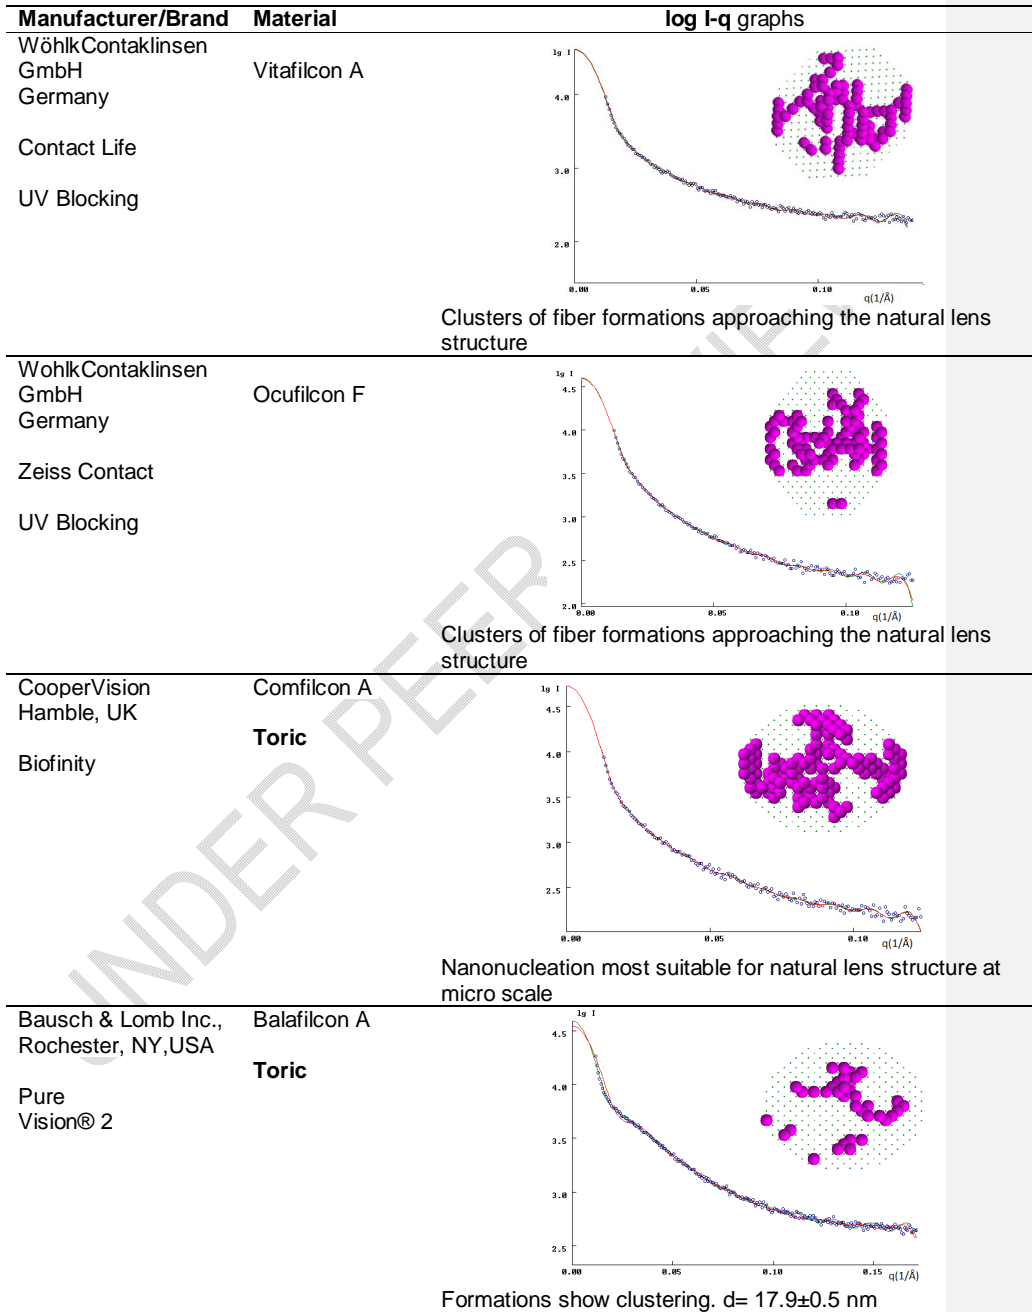 Manufacturer/Brand Material log I-q graphs
WöhlkContaklinsen
GmbH
Germany
Contact Life
UV Blocking
Vitafilcon A
lg I
4.0
3.0
2.0
0.00 0.05 0.10
q(1/Å)
Clusters of fiber formations approaching the natural lens
structure
WohlkContaklinsen
GmbH
Germany
Zeiss Contact
UV Blocking
Ocufilcon F
lg I
4.5
4.0
3.5
3.0
2.5
2.0
0.00 0.05 0.10
q(1/Å)
Clusters of fiber formations approaching the natural lens
structure
CooperVision
Hamble, UK
Biofinity
Comfilcon A
Toric
lg I
4.5
4.0
3.5
3.0
2.5
0.00 0.05 0.10
q(1/Å)
Nanonucleation most suitable for natural lens structure at
micro scale
Bausch & Lomb Inc.,
Rochester, NY,USA
Pure
Vision® 2
Balafilcon A
Toric
lg I
4.5
4.0
3.5
3.0
2.5
0.00 0.05 0.10 0.15
q(1/Å)
Formations show clustering. d= 17.9±0.5 nm
UNDER PEER